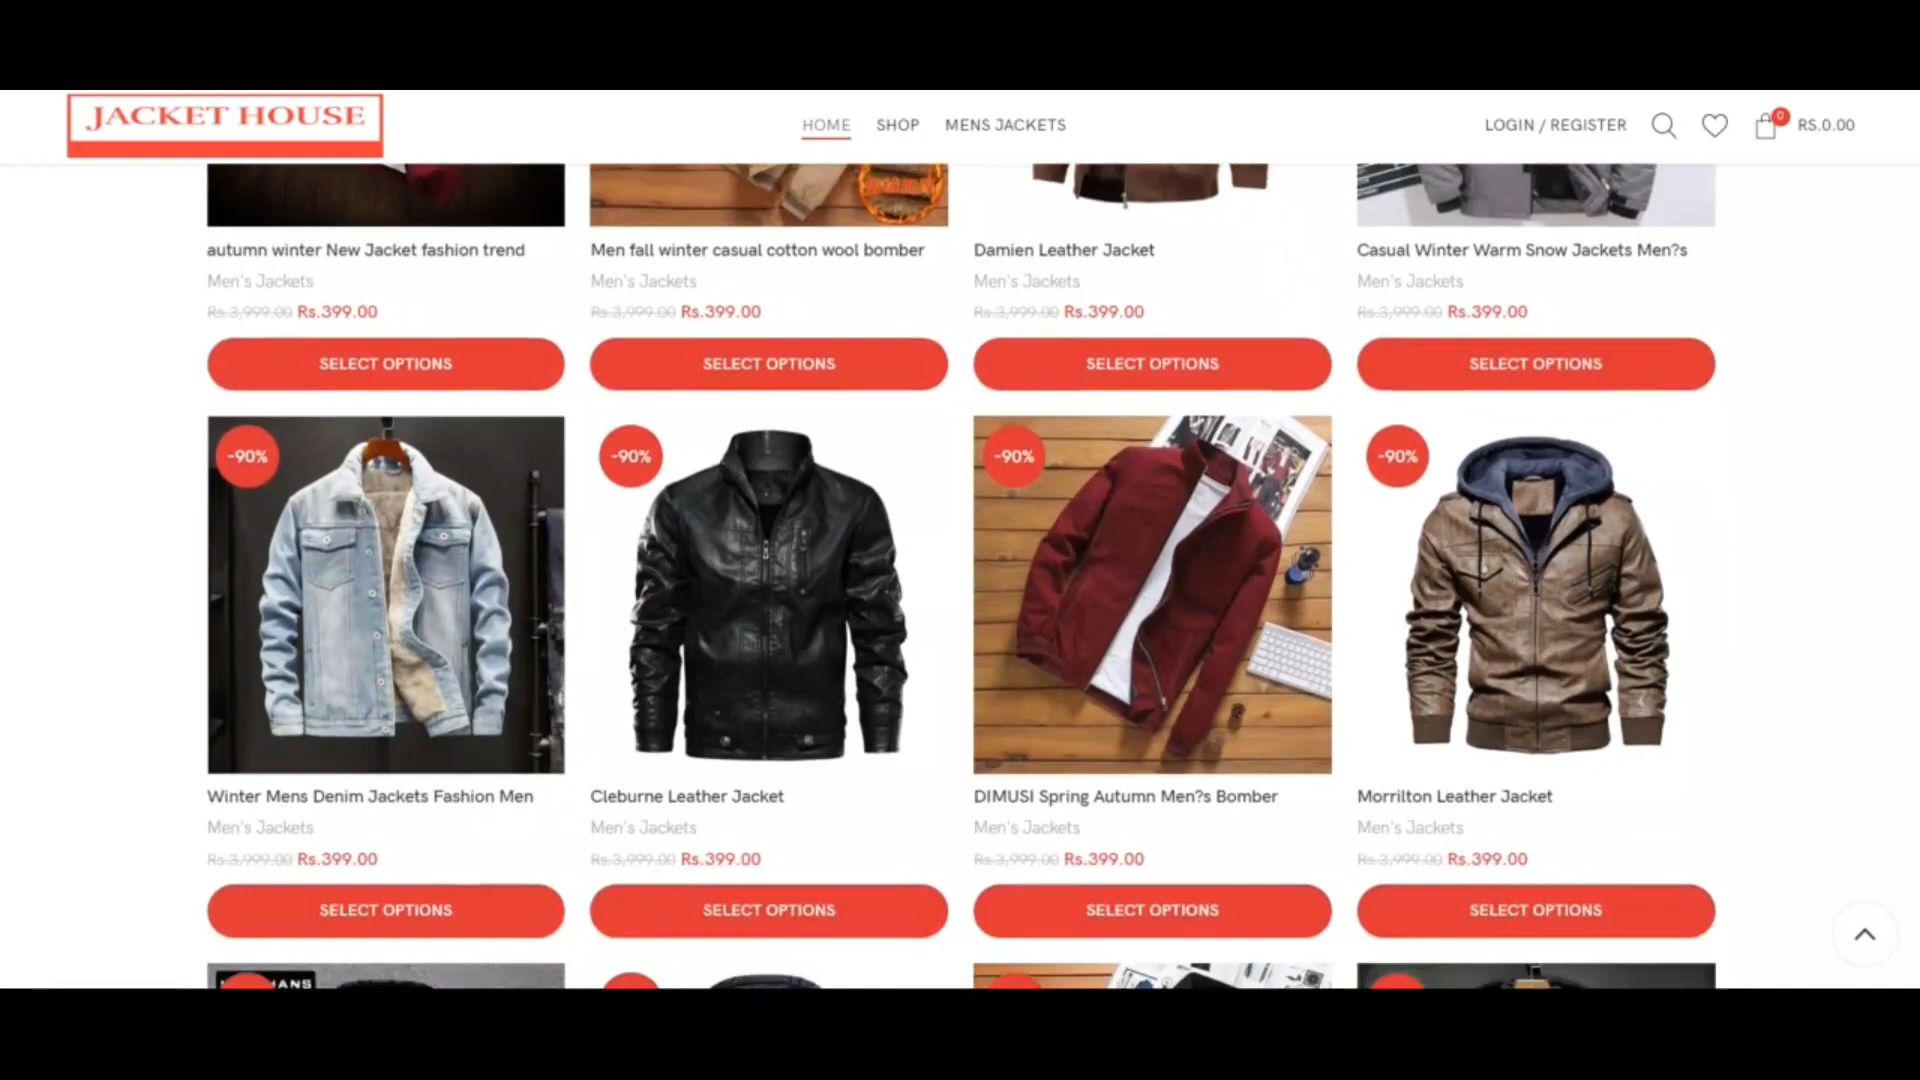 JACKET HOUSE
HOME SHOP MENS JACKETS
LOGIN / REGISTER 0 RS.0.00
autumn winter New Jacket fashion trend
Men's Jackets
Rs.3,999.00 Rs.399.00
SELECT OPTIONS
Men fall winter casual cotton wool bomber
Men's Jackets
Rs.3,999.00 Rs.399.00
SELECT OPTIONS
Damien Leather Jacket
Men's Jackets
Rs.3,999.00 Rs.399.00
SELECT OPTIONS
Casual Winter Warm Snow Jackets Men?s
Men's Jackets
Rs.3,999.00 Rs.399.00
SELECT OPTIONS
-90%
Winter Mens Denim Jackets Fashion Men
Men's Jackets
Rs.3,999.00 Rs.399.00
SELECT OPTIONS
-90%
Cleburne Leather Jacket
Men's Jackets
Rs.3,999.00 Rs.399.00
SELECT OPTIONS
-90%
DIMUSI Spring Autumn Men?s Bomber
Men's Jackets
Rs.3,999.00 Rs.399.00
SELECT OPTIONS
-90%
Morrilton Leather Jacket
Men's Jackets
Rs.3,999.00 Rs.399.00
SELECT OPTIONS